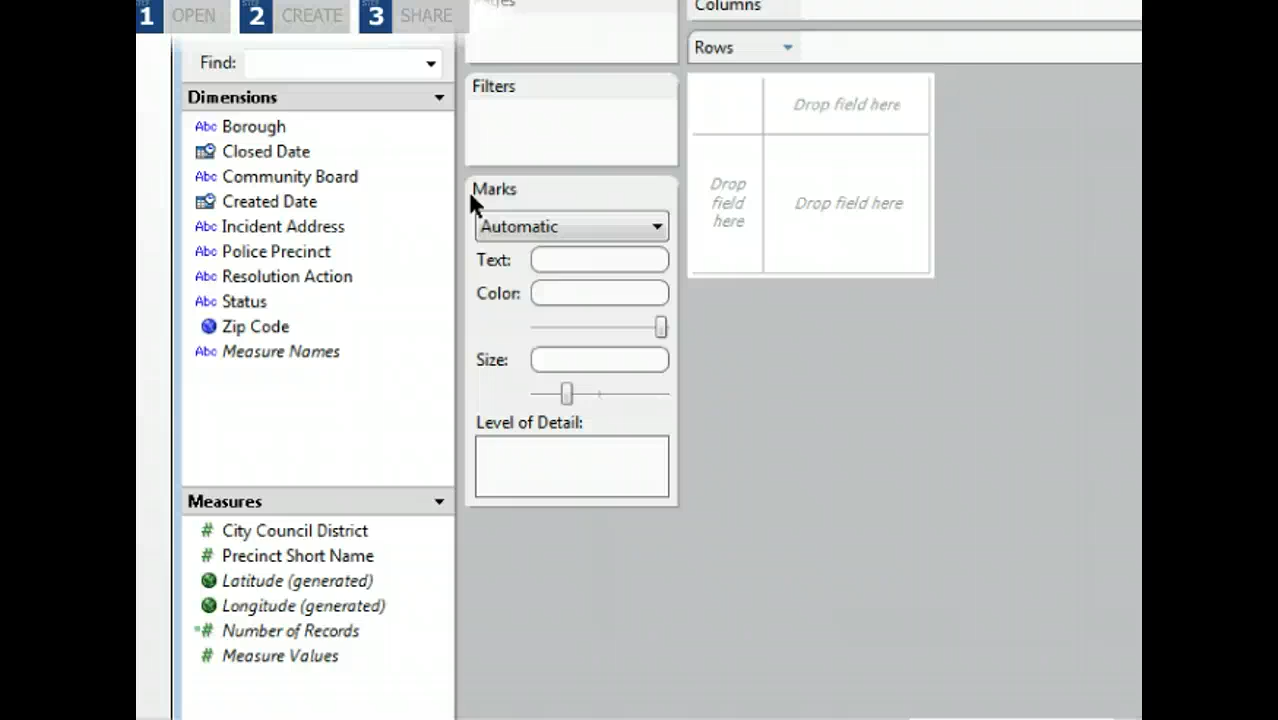 1 OPEN 2 CREATE 3 SHARE
Find:
Dimensions
Abc Borough
Closed Date
Abc Community Board
Created Date
Abc Incident Address
Abc Police Precinct
Abc Resolution Action
Abc Status
Zip Code
Abc Measure Names
Measures
# City Council District
# Precinct Short Name
Latitude (generated)
Longitude (generated)
=# Number of Records
# Measure Values
Pages
Filters
Marks
Automatic
Text:
Color:
Size:
Level of Detail:
Columns
Rows
Drop field here
Drop
field
here
Drop field here